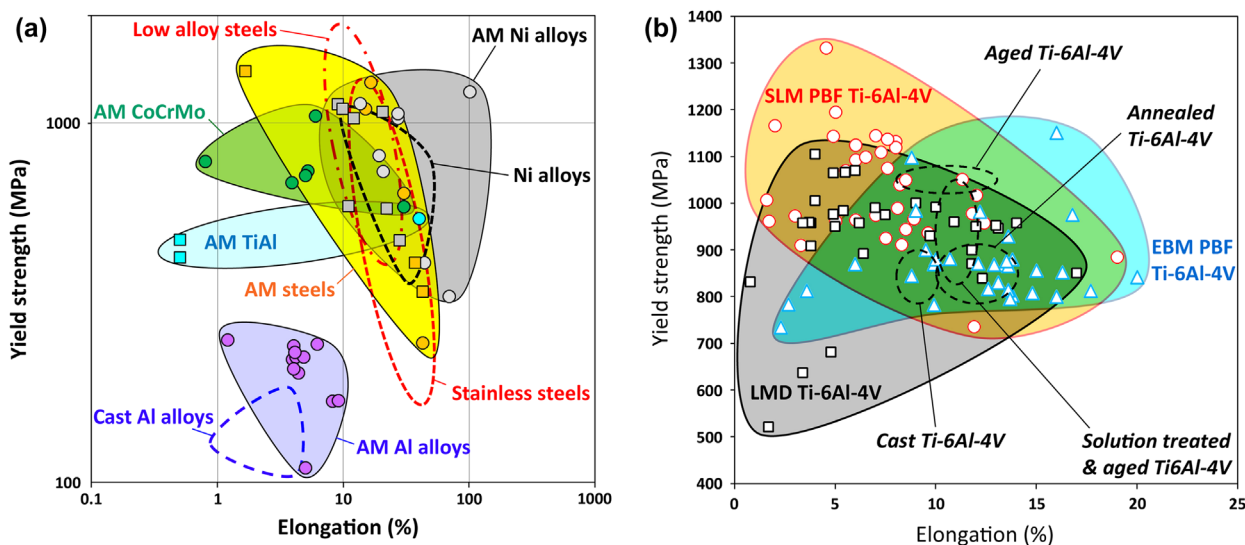 (a)
Low alloy steels
AM Ni alloys
AM CoCrMo
Ni alloys
AM TiAl
AM steels
Stainless steels
Cast Al alloys
AM Al alloys
Yield strength (MPa)
1000
100
0.1
1
10
100
1000
Elongation (%)
(b)
Aged Ti-6Al-4V
SLM PBF Ti-6Al-4V
Annealed
Ti-6Al-4V
EBM PBF
Ti-6Al-4V
LMD Ti-6Al-4V
Cast Ti-6Al-4V
Solution treated
& aged Ti6Al-4V
Yield strength (MPa)
1400
1300
1200
1100
1000
900
800
700
600
500
400
0
5
10
15
20
25
Elongation (%)